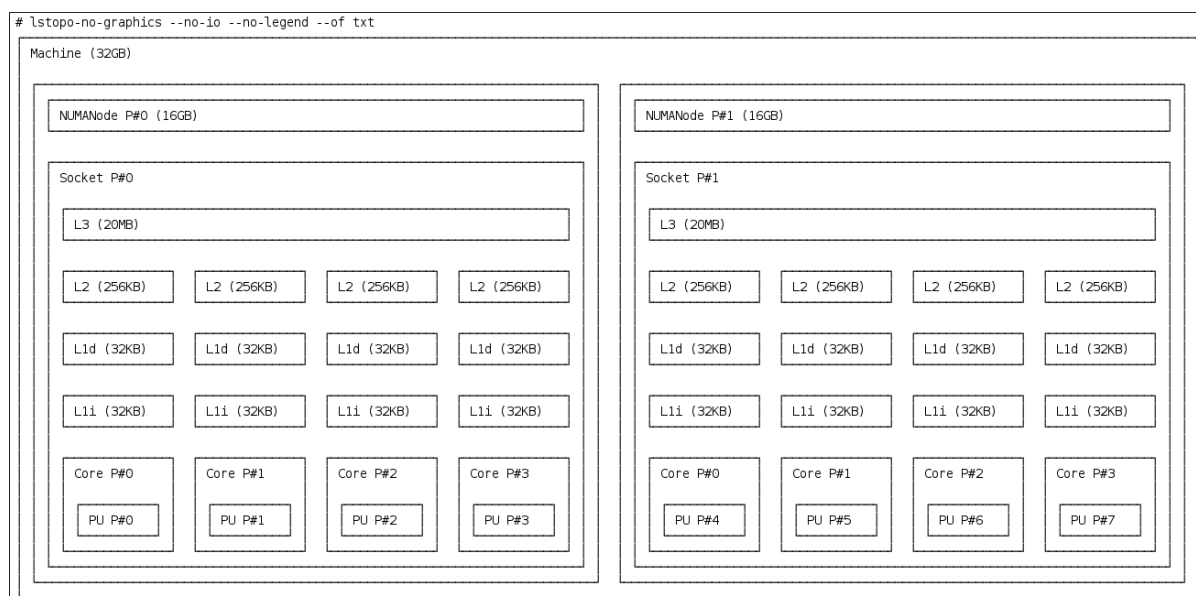 # lstopo-no-graphics --no-io --no-legend --of txt
Machine (32GB)
NUMANode P#0 (16GB) NUMANode P#1 (16GB)
Socket P#0 Socket P#1
L3 (20MB) L3 (20MB)
L2 (256KB) L2 (256KB) L2 (256KB) L2 (256KB) L2 (256KB) L2 (256KB) L2 (256KB) L2 (256KB)
L1d (32KB) L1d (32KB) L1d (32KB) L1d (32KB) L1d (32KB) L1d (32KB) L1d (32KB) L1d (32KB)
L1i (32KB) L1i (32KB) L1i (32KB) L1i (32KB) L1i (32KB) L1i (32KB) L1i (32KB) L1i (32KB)
Core P#0 Core P#1 Core P#2 Core P#3 Core P#0 Core P#1 Core P#2 Core P#3
PU P#0 PU P#1 PU P#2 PU P#3 PU P#4 PU P#5 PU P#6 PU P#7